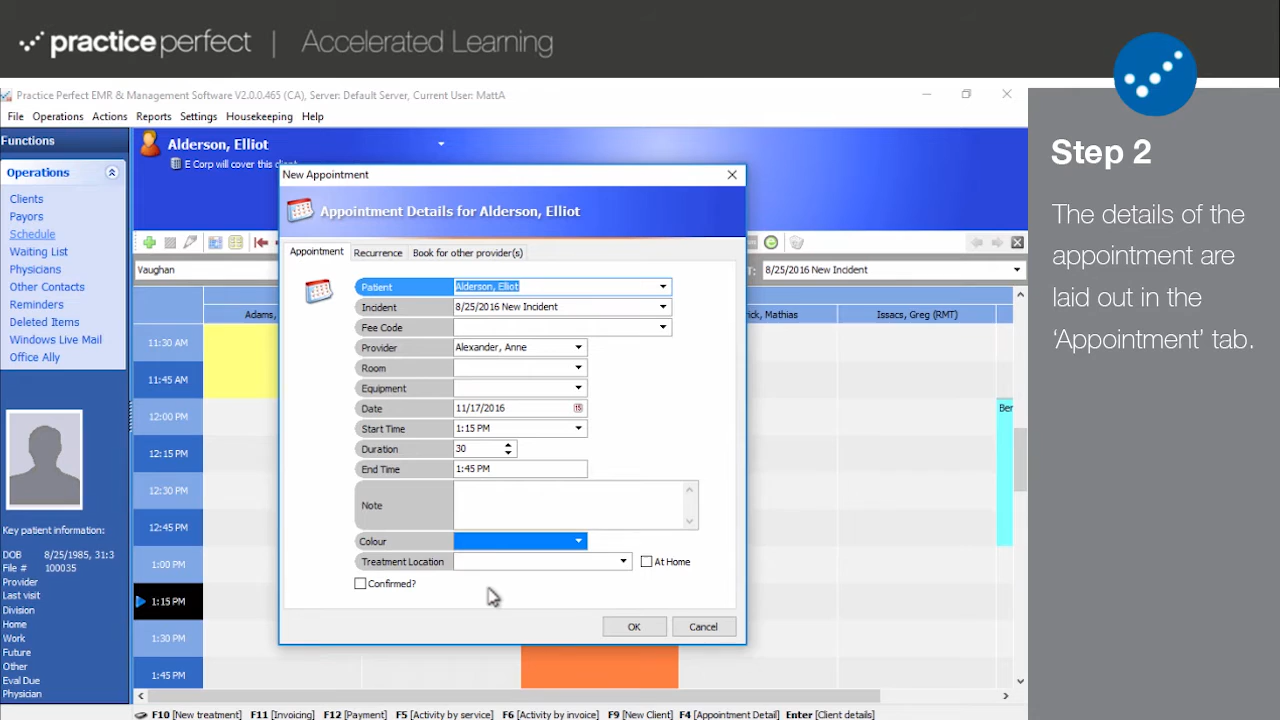 practiceperfect | Accelerated Learning
Practice Perfect EMR & Management Software V2.0.0.465 (CA), Server: Default Server, Current User: MattA
File Operations Actions Reports Settings Housekeeping Help
Functions
Operations
Clients
Payors
Schedule
Waiting List
Physicians
Other Contacts
Reminders
Deleted Items
Windows Live Mail
Office Ally
Key patient information:
DOB 8/25/1985, 31:3
File # 100035
Provider
Last visit
Division
Home
Work
Future
Other
Eval Due
Physician
Alderson, Elliot
E Corp will cover this client
Vaughan
T: 8/25/2016 New Incident
Adams,
rick, Mathias
Issacs, Greg (RMT)
11:30 AM
11:45 AM
12:00 PM
Ber
12:15 PM
12:30 PM
12:45 PM
1:00 PM
1:15 PM
1:30 PM
1:45 PM
New Appointment
Appointment Details for Alderson, Elliot
Appointment Recurrence Book for other provider(s)
Patient Alderson, Elliot
Incident 8/25/2016 New Incident
Fee Code
Provider Alexander, Anne
Room
Equipment
Date 11/17/2016
Start Time 1:15 PM
Duration 30
End Time 1:45 PM
Note
Colour
Treatment Location At Home
Confirmed?
OK Cancel
F10 [New treatment] F11 [Invoicing] F12 [Payment] F5 [Activity by service] F6 [Activity by invoice] F9 [New Client] F4 [Appointment Detail] Enter [Client details]
Step 2
The details of the
appointment are
laid out in the
‘Appointment’ tab.